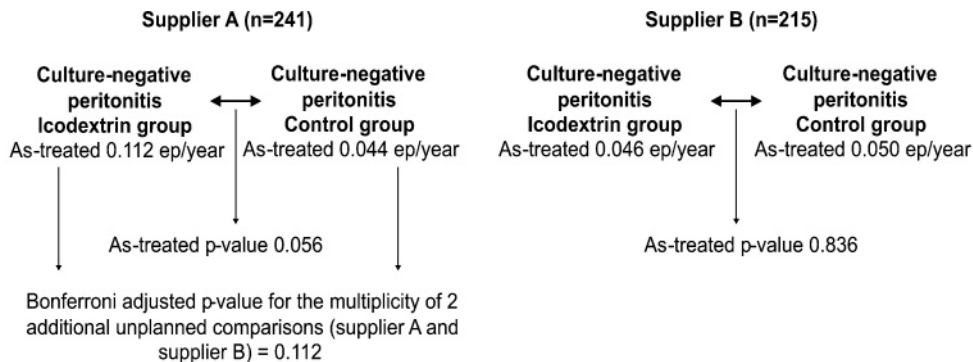 Supplier A (n=241)
Culture-negative
peritonitis
Icodextrin group
As-treated 0.112 ep/year
Culture-negative
peritonitis
Control group
As-treated 0.044 ep/year
As-treated p-value 0.056
Bonferroni adjusted p-value for the multiplicity of 2
additional unplanned comparisons (supplier A and
supplier B) = 0.112
Supplier B (n=215)
Culture-negative
peritonitis
Icodextrin group
As-treated 0.046 ep/year
Culture-negative
peritonitis
Control group
As-treated 0.050 ep/year
As-treated p-value 0.836